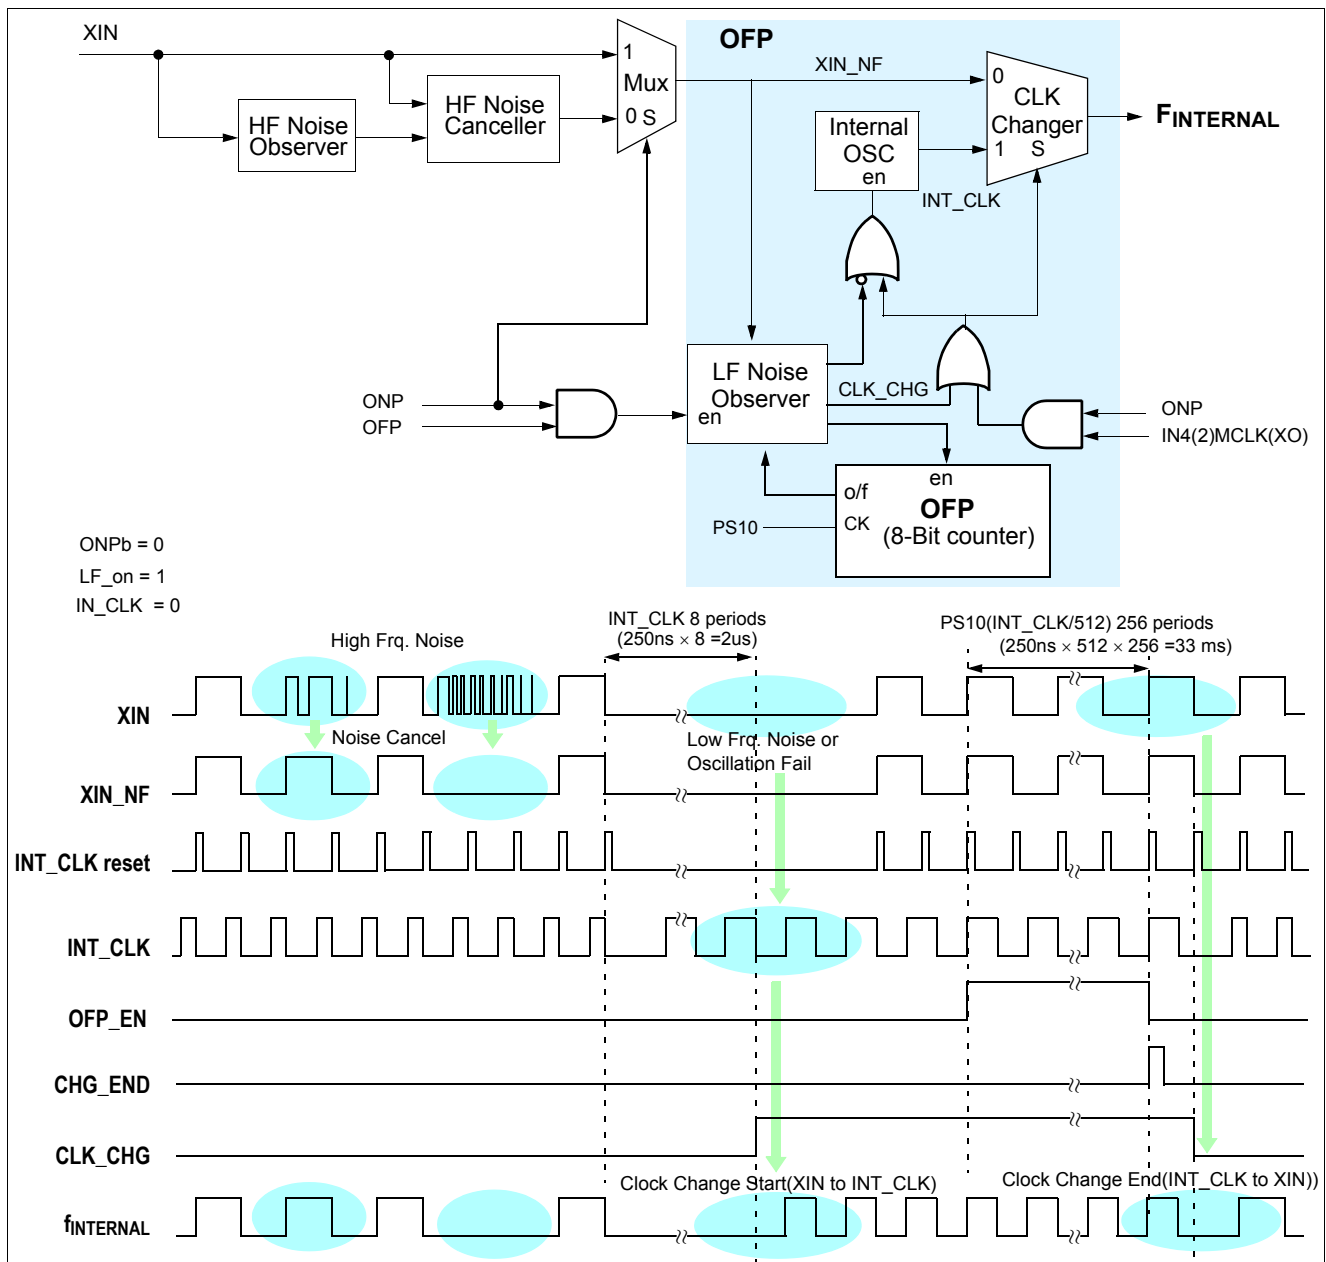 XIN
OFP
XIN_NF
1
Mux
0 S
HF Noise
Observer
HF Noise
Canceller
0
CLK
Changer
1 S
FINTERNAL
Internal
OSC
en
INT_CLK
LF Noise
Observer
en
CLK_CHG
ONP
OFP
ONP
IN4(2)MCLK(XO)
en
o/f
OFP
CK
(8-Bit counter)
PS10
ONPb = 0
LF_on = 1
IN_CLK = 0
High Frq. Noise
INT_CLK 8 periods
(250ns × 8 =2us)
PS10(INT_CLK/512) 256 periods
(250ns × 512 × 256 =33 ms)
XIN
Noise Cancel
Low Frq. Noise or
Oscillation Fail
XIN_NF
INT_CLK reset
INT_CLK
OFP_EN
CHG_END
CLK_CHG
Clock Change Start(XIN to INT_CLK)
Clock Change End(INT_CLK to XIN))
fINTERNAL